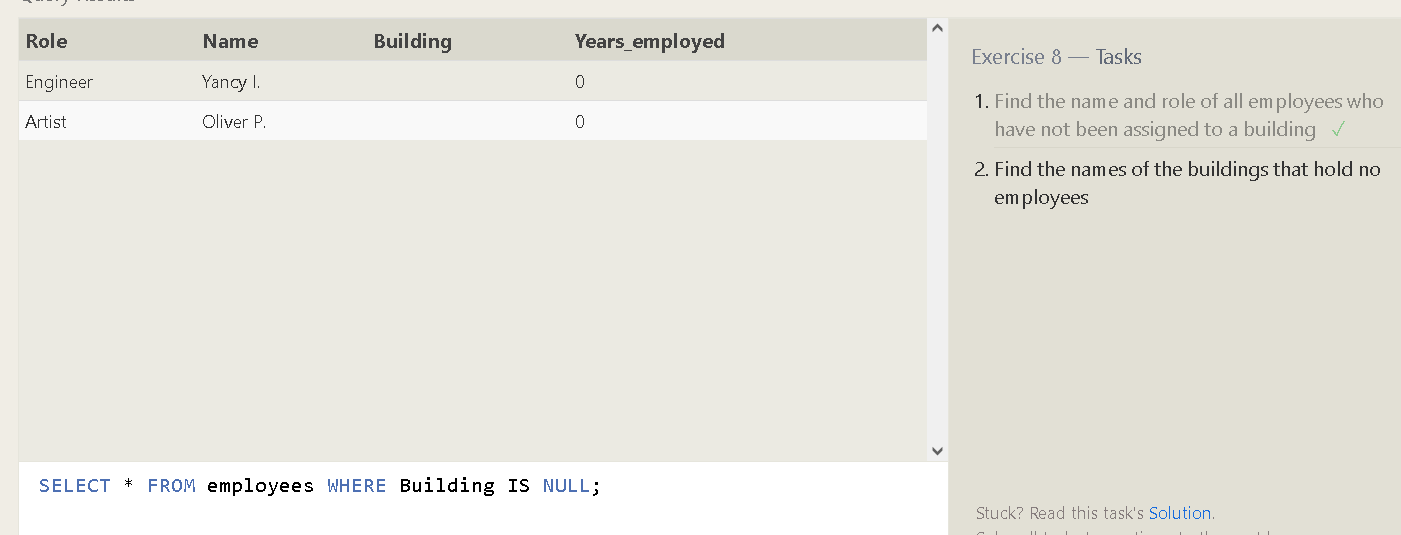 Role Name Building Years_employed
Engineer Yancy I. 0
Artist Oliver P. 0
Exercise 8 — Tasks
1. Find the name and role of all employees who
have not been assigned to a building ✓
2. Find the names of the buildings that hold no
employees
SELECT * FROM employees WHERE Building IS NULL;
Stuck? Read this task's Solution.